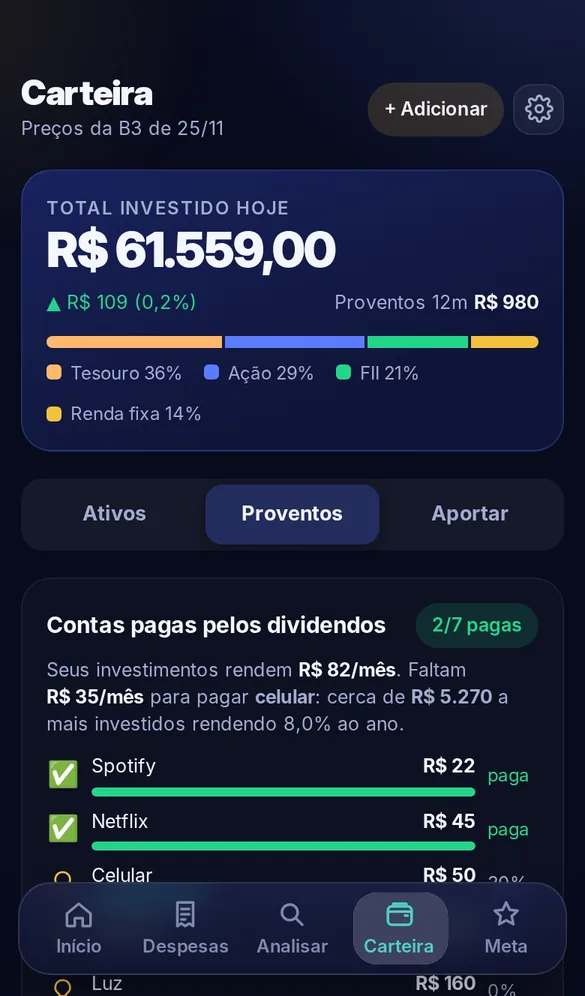 Carteira
Preços da B3 de 25/11
+ Adicionar
TOTAL INVESTIDO HOJE
R$ 61.559,00
▲ R$ 109 (0,2%)
Proventos 12m R$ 980
Tesouro 36% Ação 29% FII 21%
Renda fixa 14%
Ativos Proventos Aportar
Contas pagas pelos dividendos
2/7 pagas
Seus investimentos rendem R$ 82/mês. Faltam
R$ 35/mês para pagar celular: cerca de R$ 5.270 a
mais investidos rendendo 8,0% ao ano.
Spotify R$ 22 paga
Netflix R$ 45 paga
Celular R$ 50 30%
Início Despesas Analisar Carteira Meta
Luz R$ 160 0%